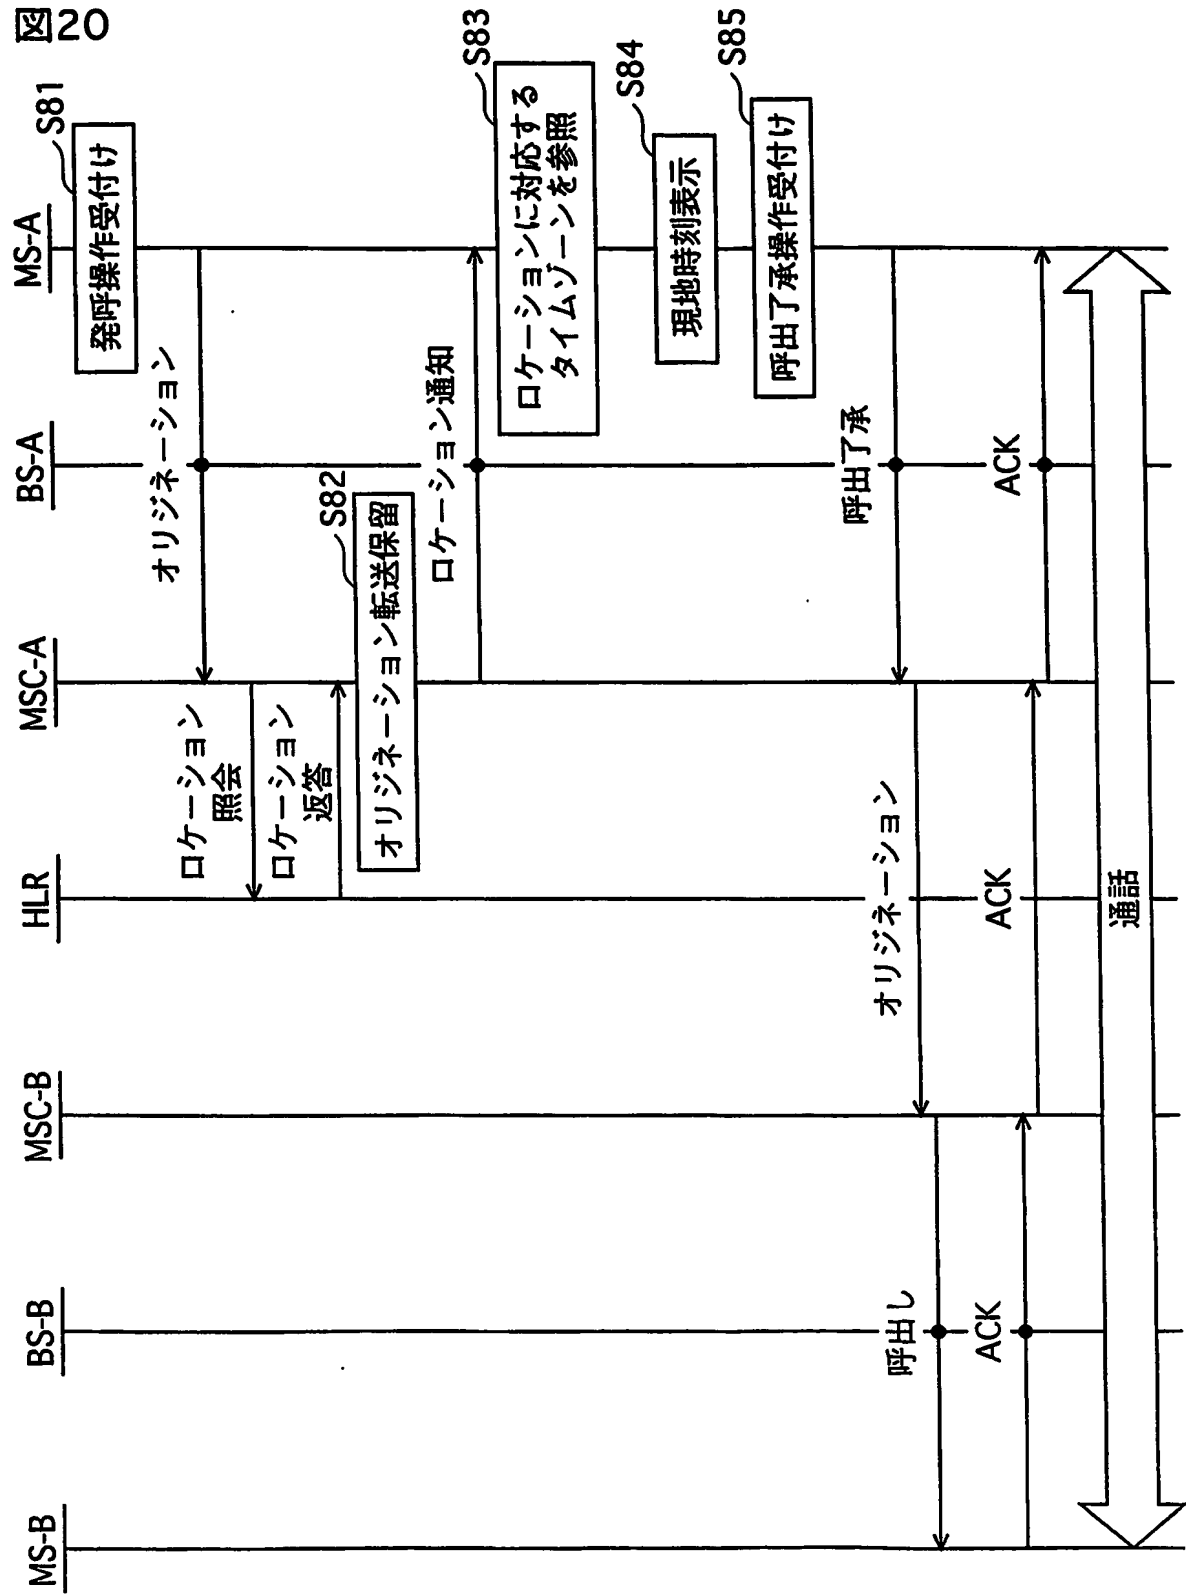 図20
MS-B
BS-B
MSC-B
HLR
MSC-A
BS-A
MS-A
S81
発呼操作受付け
オリジネーション
ロケーション
照会
ロケーション
返答
S82
オリジネーション転送保留
ロケーション通知
S83
ロケーションに対応する
タイムゾーンを参照
S84
現地時刻表示
S85
呼出了承操作受付け
呼出了承
オリジネーション
呼出し
ACK
ACK
ACK
通話